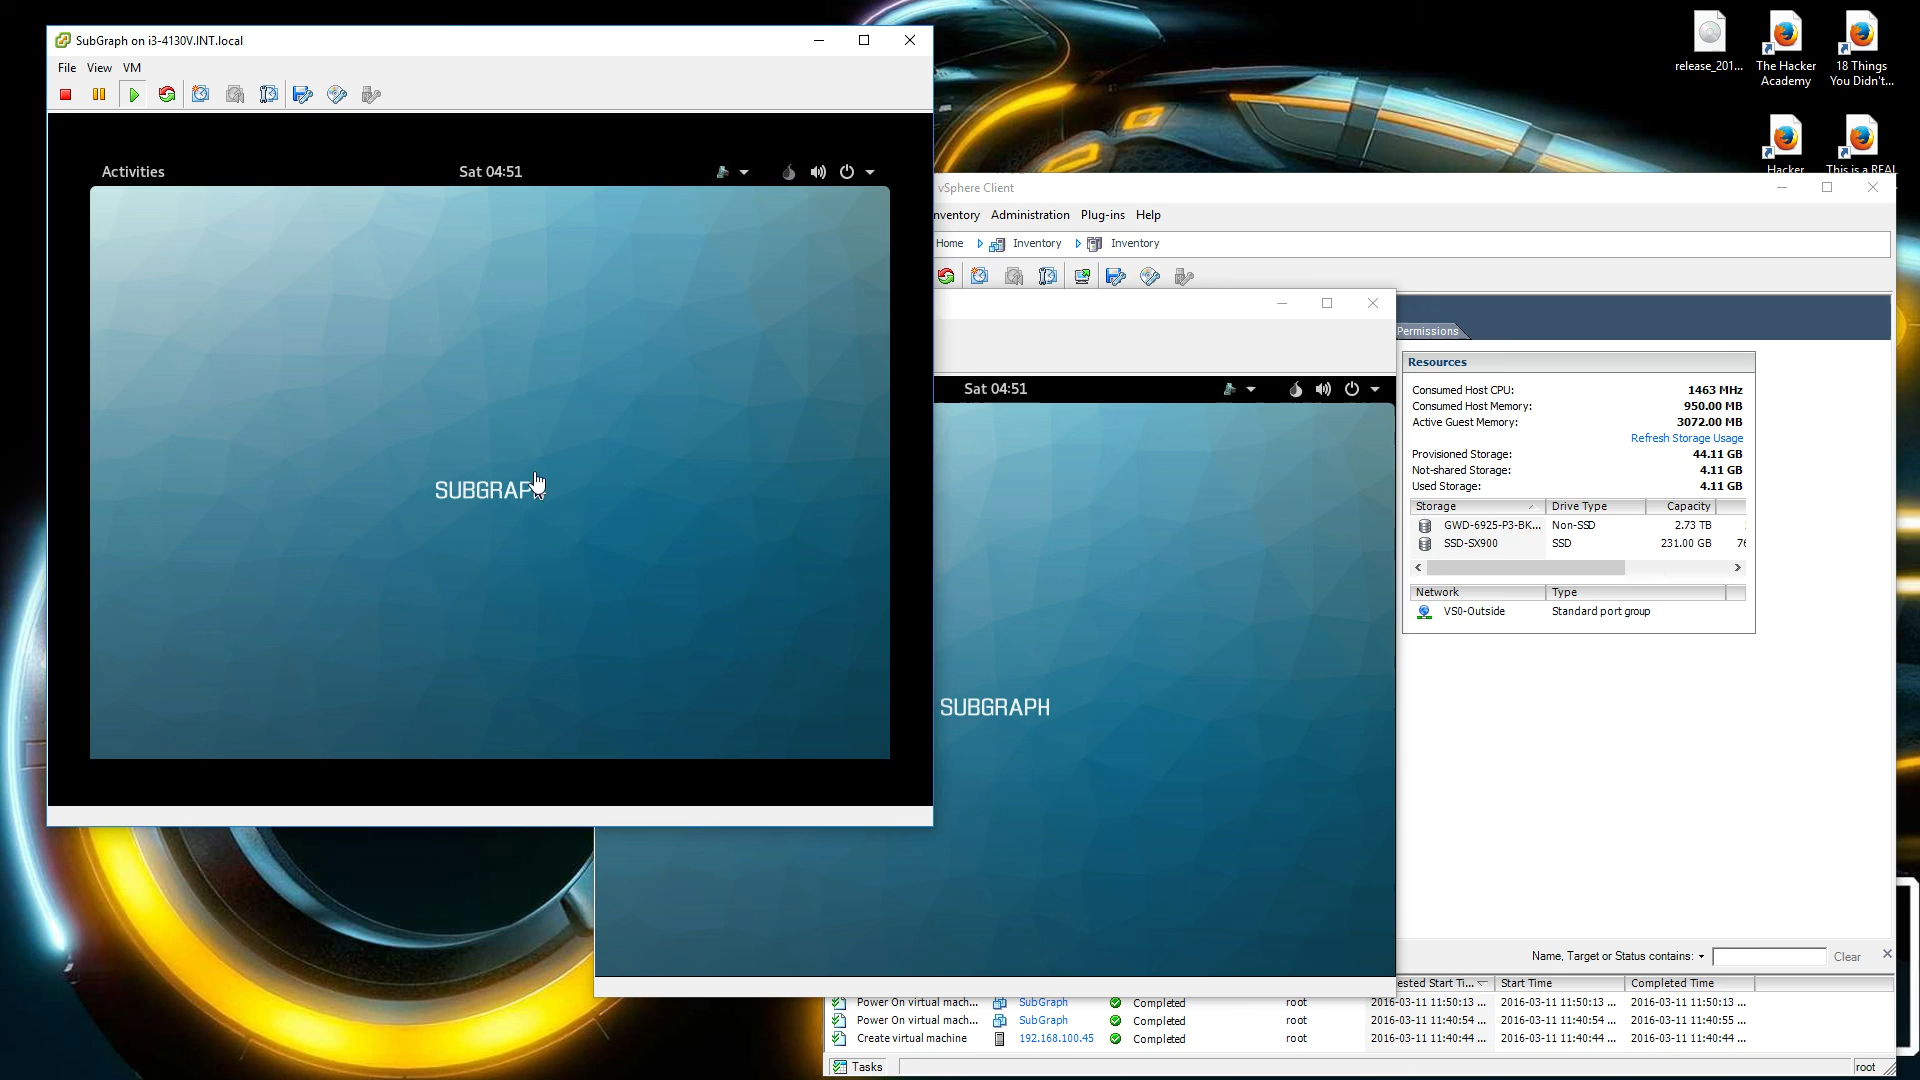 SubGraph on i3-4130V.INT.local
File View VM
Activities
Sat 04:51
SUBGRAPH
release_201...
The Hacker
Academy
18 Things
You Didn't...
Hacker
This is a REAL
vSphere Client
nventory Administration Plug-ins Help
Home Inventory Inventory
Permissions
Sat 04:51
SUBGRAPH
Resources
Consumed Host CPU: 1463 MHz
Consumed Host Memory: 950.00 MB
Active Guest Memory: 3072.00 MB
Refresh Storage Usage
Provisioned Storage: 44.11 GB
Not-shared Storage: 4.11 GB
Used Storage: 4.11 GB
Storage Drive Type Capacity
GWD-6925-P3-BK... Non-SSD 2.73 TB
SSD-SX900 SSD 231.00 GB 76
Network Type
VS0-Outside Standard port group
Name, Target or Status contains: Clear
ested Start Ti... Start Time Completed Time
Power On virtual mach... SubGraph Completed root 2016-03-11 11:50:13 ... 2016-03-11 11:50:13 ... 2016-03-11 11:50:13 ...
Power On virtual mach... SubGraph Completed root 2016-03-11 11:40:54 ... 2016-03-11 11:40:54 ... 2016-03-11 11:40:55 ...
Create virtual machine 192.168.100.45 Completed root 2016-03-11 11:40:44 ... 2016-03-11 11:40:44 ... 2016-03-11 11:40:44 ...
Tasks root